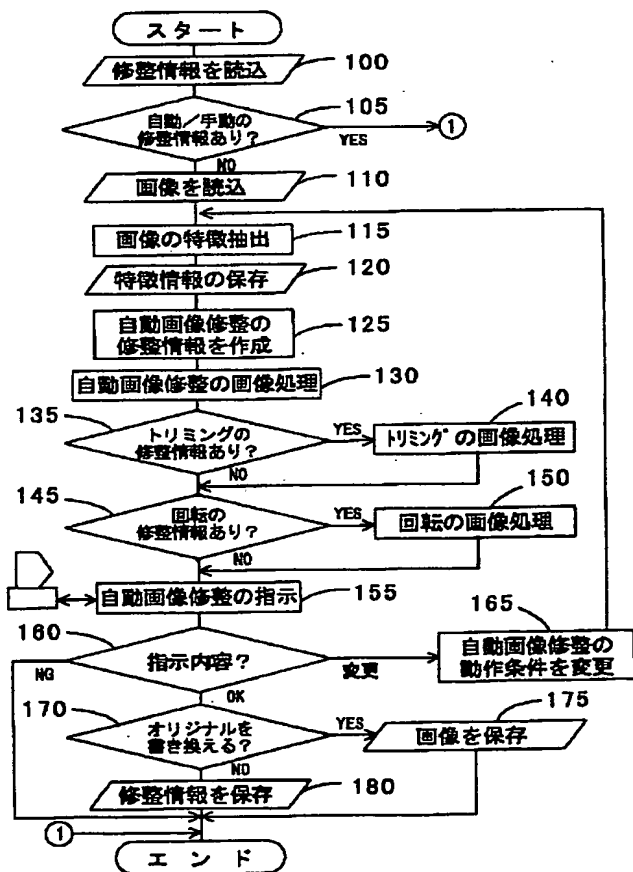 スタート
修整情報を読込
100
自動／手動の
修整情報あり?
105
YES
①
NO
画像を読込
110
画像の特徴抽出
115
特徴情報の保存
120
自動画像修整の
修整情報を作成
125
自動画像修整の画像処理
130
135
トリミングの
修整情報あり?
YES
140
トリミングの画像処理
NO
145
回転の
修整情報あり?
YES
150
回転の画像処理
NO
自動画像修整の指示
155
160
指示内容?
NG
変更
165
自動画像修整の
動作条件を変更
OK
170
オリジナルを
書き換える?
YES
175
画像を保存
NO
修整情報を保存
180
①
エンド